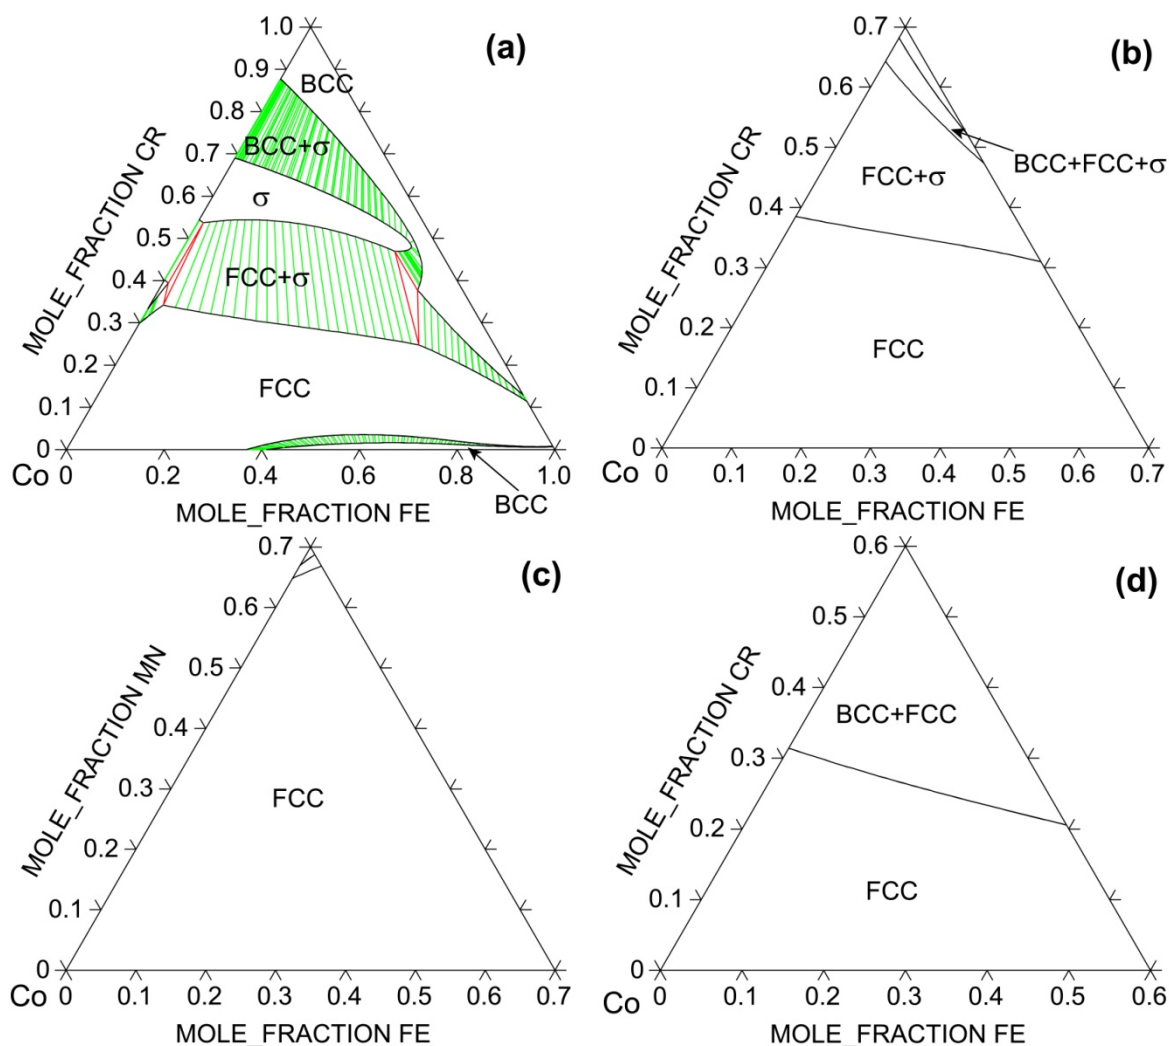 (a)
1.0
0.9
0.8
0.7
0.6
0.5
0.4
0.3
0.2
0.1
0
MOLE_FRACTION CR
BCC
BCC+σ
σ
FCC+σ
FCC
BCC
Co
0 0.2 0.4 0.6 0.8 1.0
MOLE_FRACTION FE
(b)
0.7
0.6
0.5
0.4
0.3
0.2
0.1
0
MOLE_FRACTION CR
BCC+FCC+σ
FCC+σ
FCC
Co
0 0.1 0.2 0.3 0.4 0.5 0.6 0.7
MOLE_FRACTION FE
(c)
0.7
0.6
0.5
0.4
0.3
0.2
0.1
0
MOLE_FRACTION MN
FCC
Co
0 0.1 0.2 0.3 0.4 0.5 0.6 0.7
MOLE_FRACTION FE
(d)
0.6
0.5
0.4
0.3
0.2
0.1
0
MOLE_FRACTION CR
BCC+FCC
FCC
Co
0 0.1 0.2 0.3 0.4 0.5 0.6
MOLE_FRACTION FE